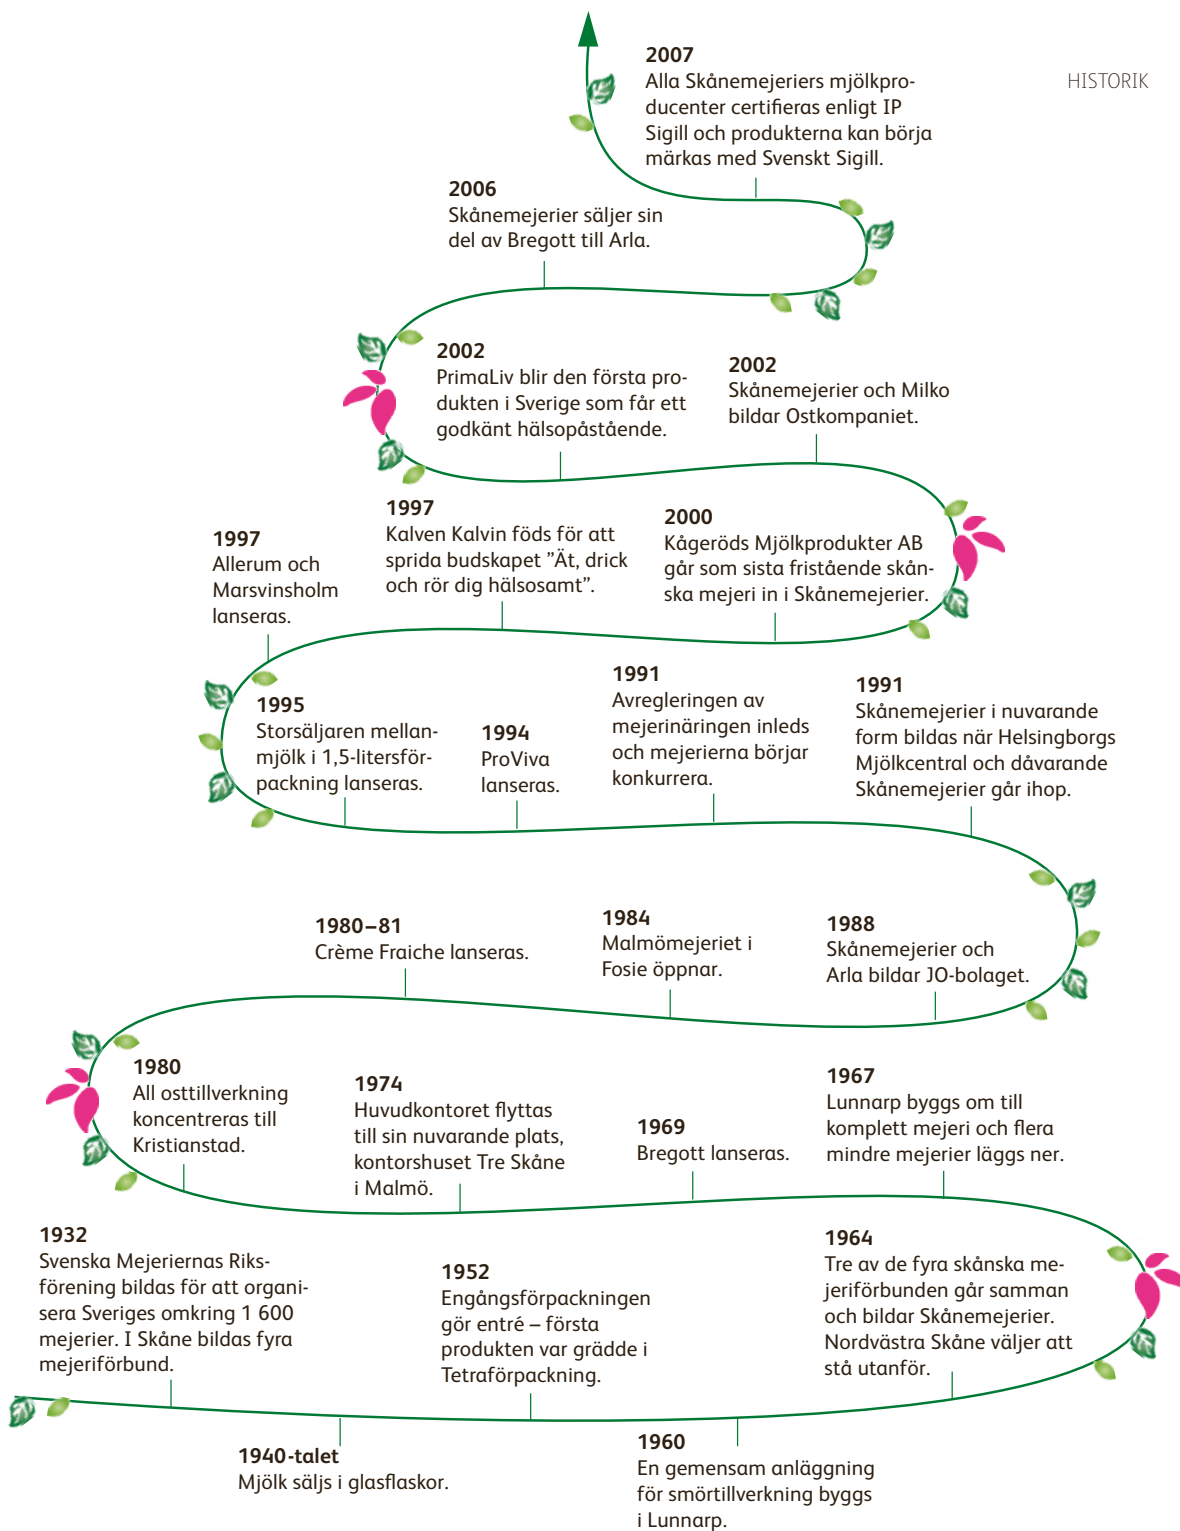 HISTORIK
2007
Alla Skånemejeriers mjölkpro-
ducenter certifieras enligt IP
Sigill och produkterna kan börja
märkas med Svenskt Sigill.
2006
Skånemejerier säljer sin
del av Bregott till Arla.
2002
PrimaLiv blir den första pro-
dukten i Sverige som får ett
godkänt hälsopåstående.
2002
Skånemejerier och Milko
bildar Ostkompaniet.
1997
Allerum och
Marsvinsholm
lanseras.
1997
Kalven Kalvin föds för att
sprida budskapet ”Ät, drick
och rör dig hälsosamt”.
2000
Kågeröds Mjölkprodukter AB
går som sista fristående skån-
ska mejeri in i Skånemejerier.
1995
Storsäljaren mellan-
mjölk i 1,5-litersför-
packning lanseras.
1994
ProViva
lanseras.
1991
Avregleringen av
mejerinäringen inleds
och mejerierna börjar
konkurrera.
1991
Skånemejerier i nuvarande
form bildas när Helsingborgs
Mjölkcentral och dåvarande
Skånemejerier går ihop.
1980–81
Crème Fraiche lanseras.
1984
Malmömejeriet i
Fosie öppnar.
1988
Skånemejerier och
Arla bildar JO-bolaget.
1980
All osttillverkning
koncentreras till
Kristianstad.
1974
Huvudkontoret flyttas
till sin nuvarande plats,
kontorshuset Tre Skåne
i Malmö.
1969
Bregott lanseras.
1967
Lunnarp byggs om till
komplett mejeri och flera
mindre mejerier läggs ner.
1932
Svenska Mejeriernas Riks-
förening bildas för att organi-
sera Sveriges omkring 1 600
mejerier. I Skåne bildas fyra
mejeriförbund.
1952
Engångsförpackningen
gör entré – första
produkten var grädde i
Tetraförpackning.
1964
Tre av de fyra skånska me-
jeriförbunden går samman
och bildar Skånemejerier.
Nordvästra Skåne väljer att
stå utanför.
1940-talet
Mjölk säljs i glasflaskor.
1960
En gemensam anläggning
för smörtillverkning byggs
i Lunnarp.